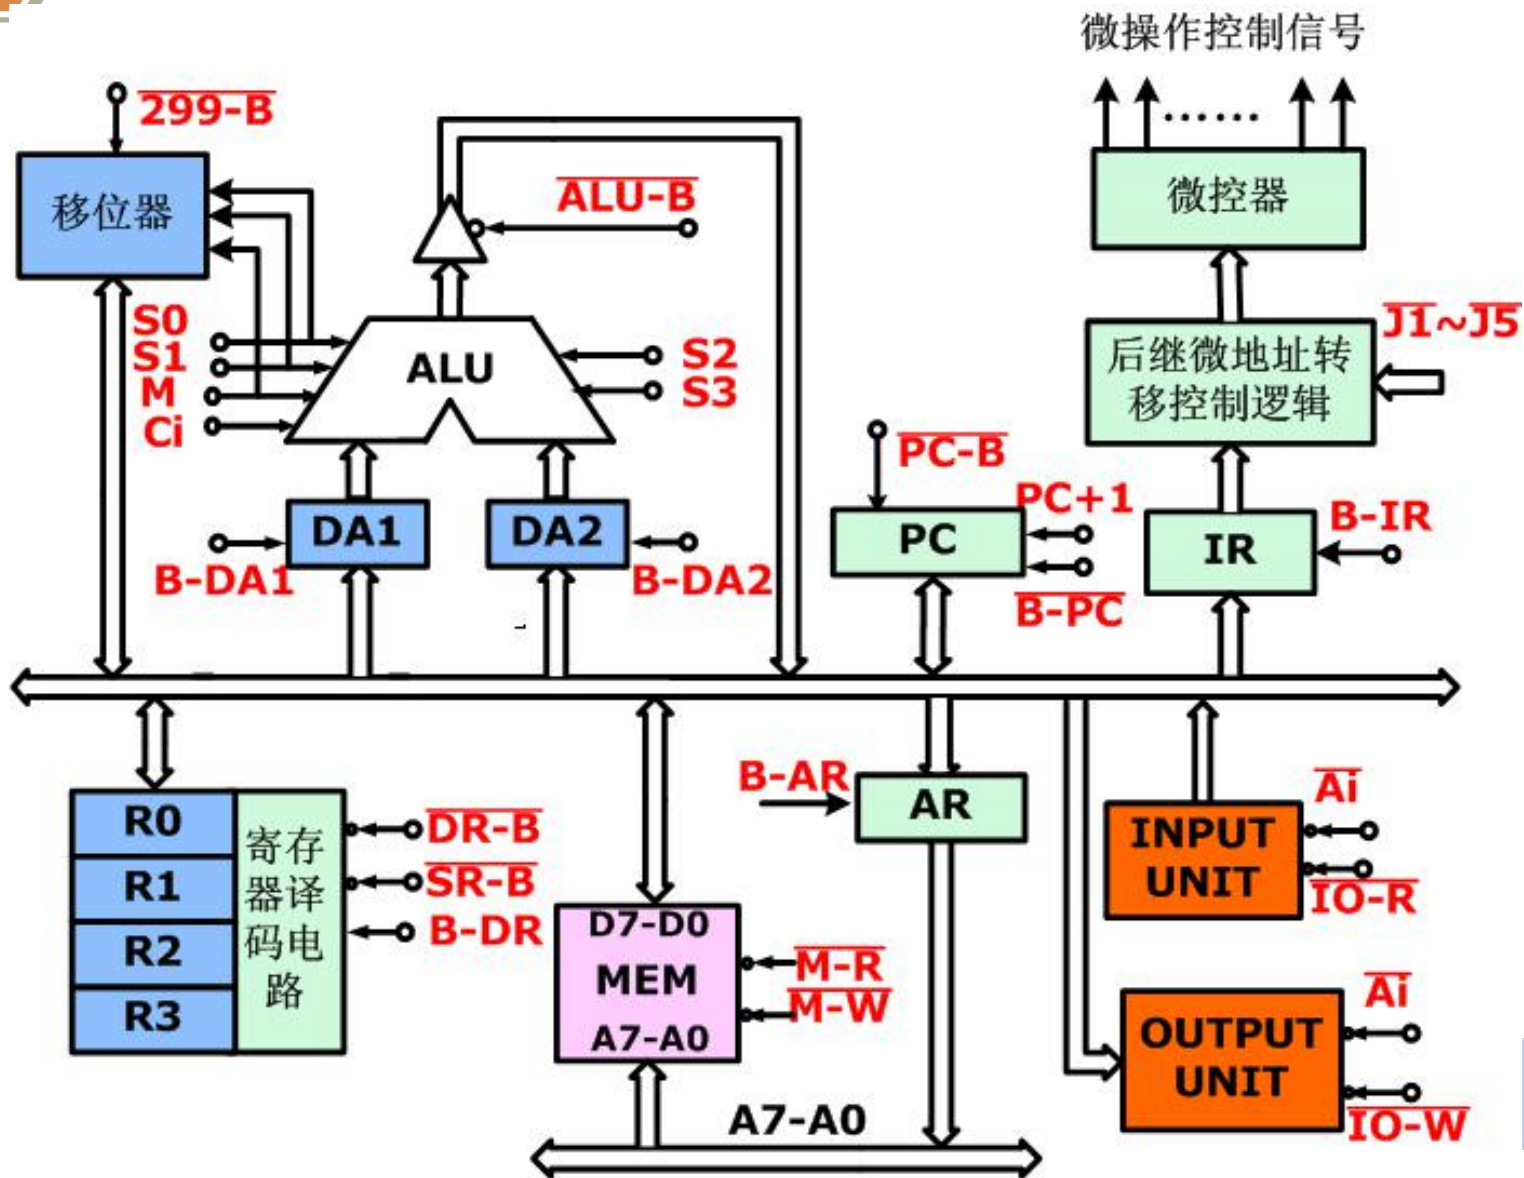 微操作控制信号
299-B
移位器
ALU-B
微控器
S0
S1
M
Ci
ALU
S2
S3
J1~J5
后继微地址转
移控制逻辑
PC-B
PC+1
B-PC
PC
B-IR
IR
DA1
DA2
B-DA1
B-DA2
R0
R1
R2
R3
寄存
器译
码电
路
DR-B
SR-B
B-DR
D7-D0
MEM
A7-A0
M-R
M-W
B-AR
AR
A7-A0
INPUT
UNIT
Ai
IO-R
OUTPUT
UNIT
Ai
IO-W